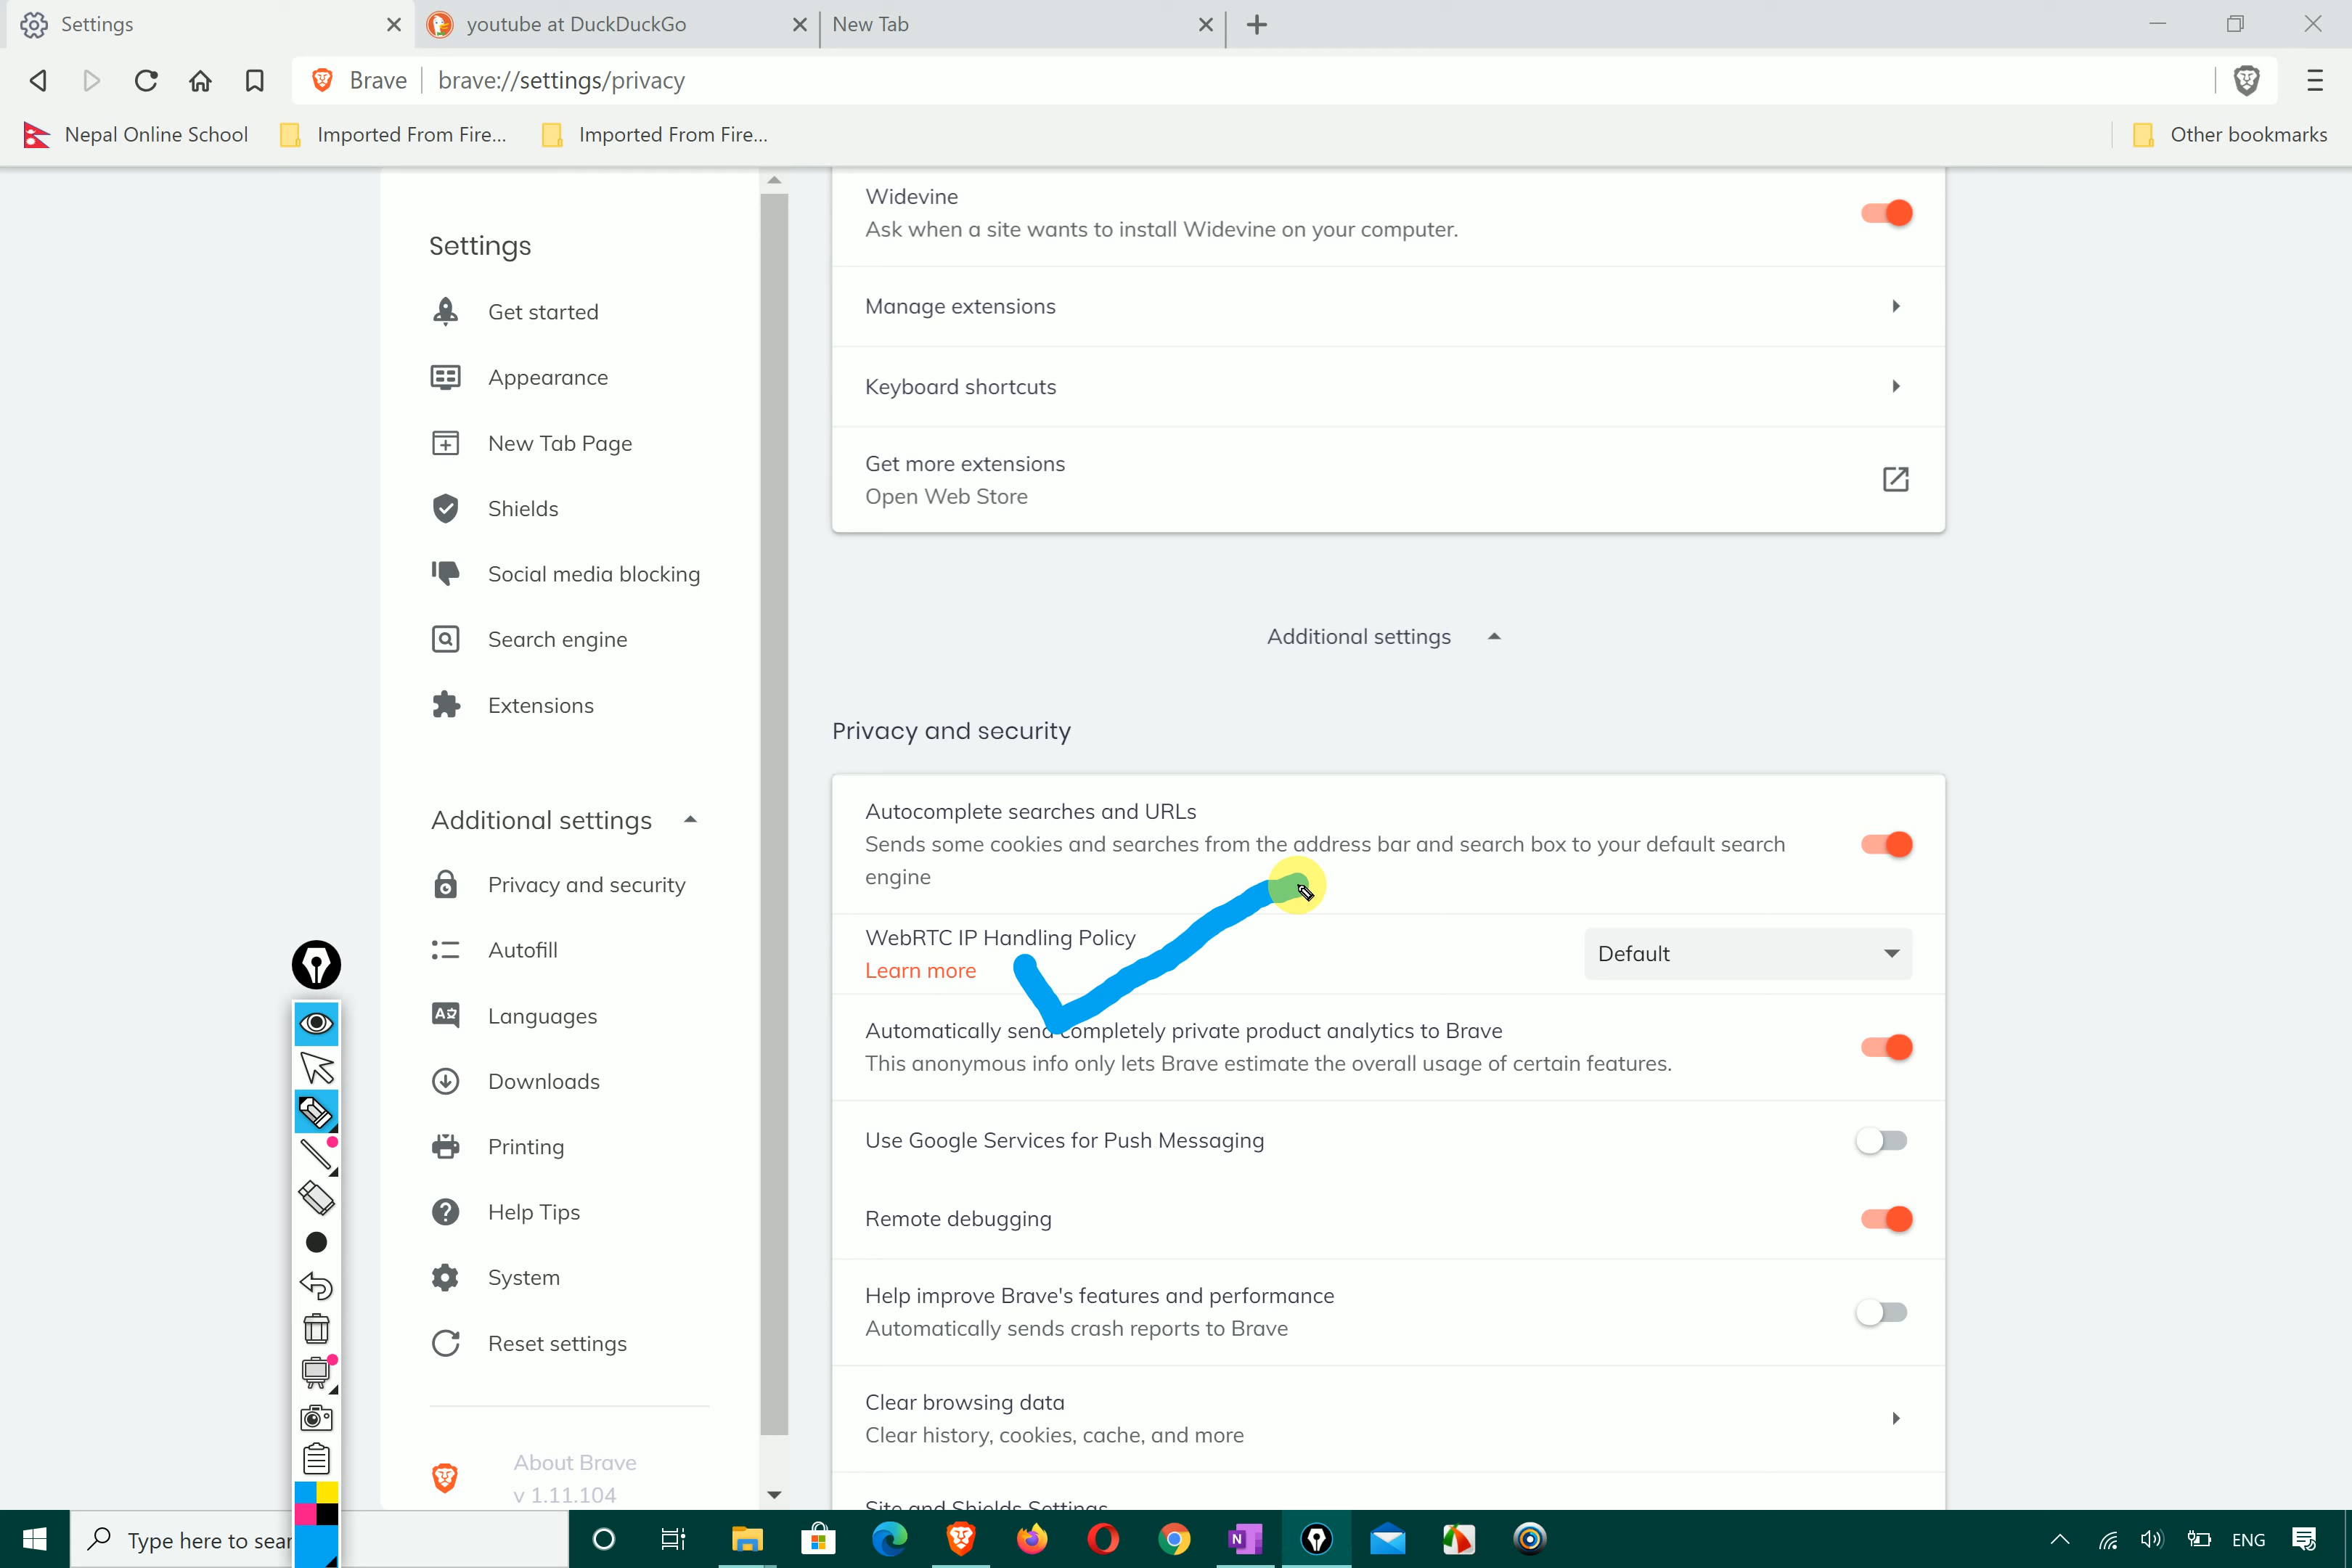 Settings
youtube at DuckDuckGo
New Tab
Brave
brave://settings/privacy
Nepal Online School
Imported From Fire...
Imported From Fire...
Other bookmarks
Settings
Get started
Appearance
New Tab Page
Shields
Social media blocking
Search engine
Extensions
Additional settings
Privacy and security
Autofill
Languages
Downloads
Printing
Help Tips
System
Reset settings
About Brave
v 1.11.104
Widevine
Ask when a site wants to install Widevine on your computer.
Manage extensions
Keyboard shortcuts
Get more extensions
Open Web Store
Additional settings
Privacy and security
Autocomplete searches and URLs
Sends some cookies and searches from the address bar and search box to your default search
engine
WebRTC IP Handling Policy
Learn more
Default
Automatically send completely private product analytics to Brave
This anonymous info only lets Brave estimate the overall usage of certain features.
Use Google Services for Push Messaging
Remote debugging
Help improve Brave's features and performance
Automatically sends crash reports to Brave
Clear browsing data
Clear history, cookies, cache, and more
Site and Shields Settings
Type here to sear
ENG